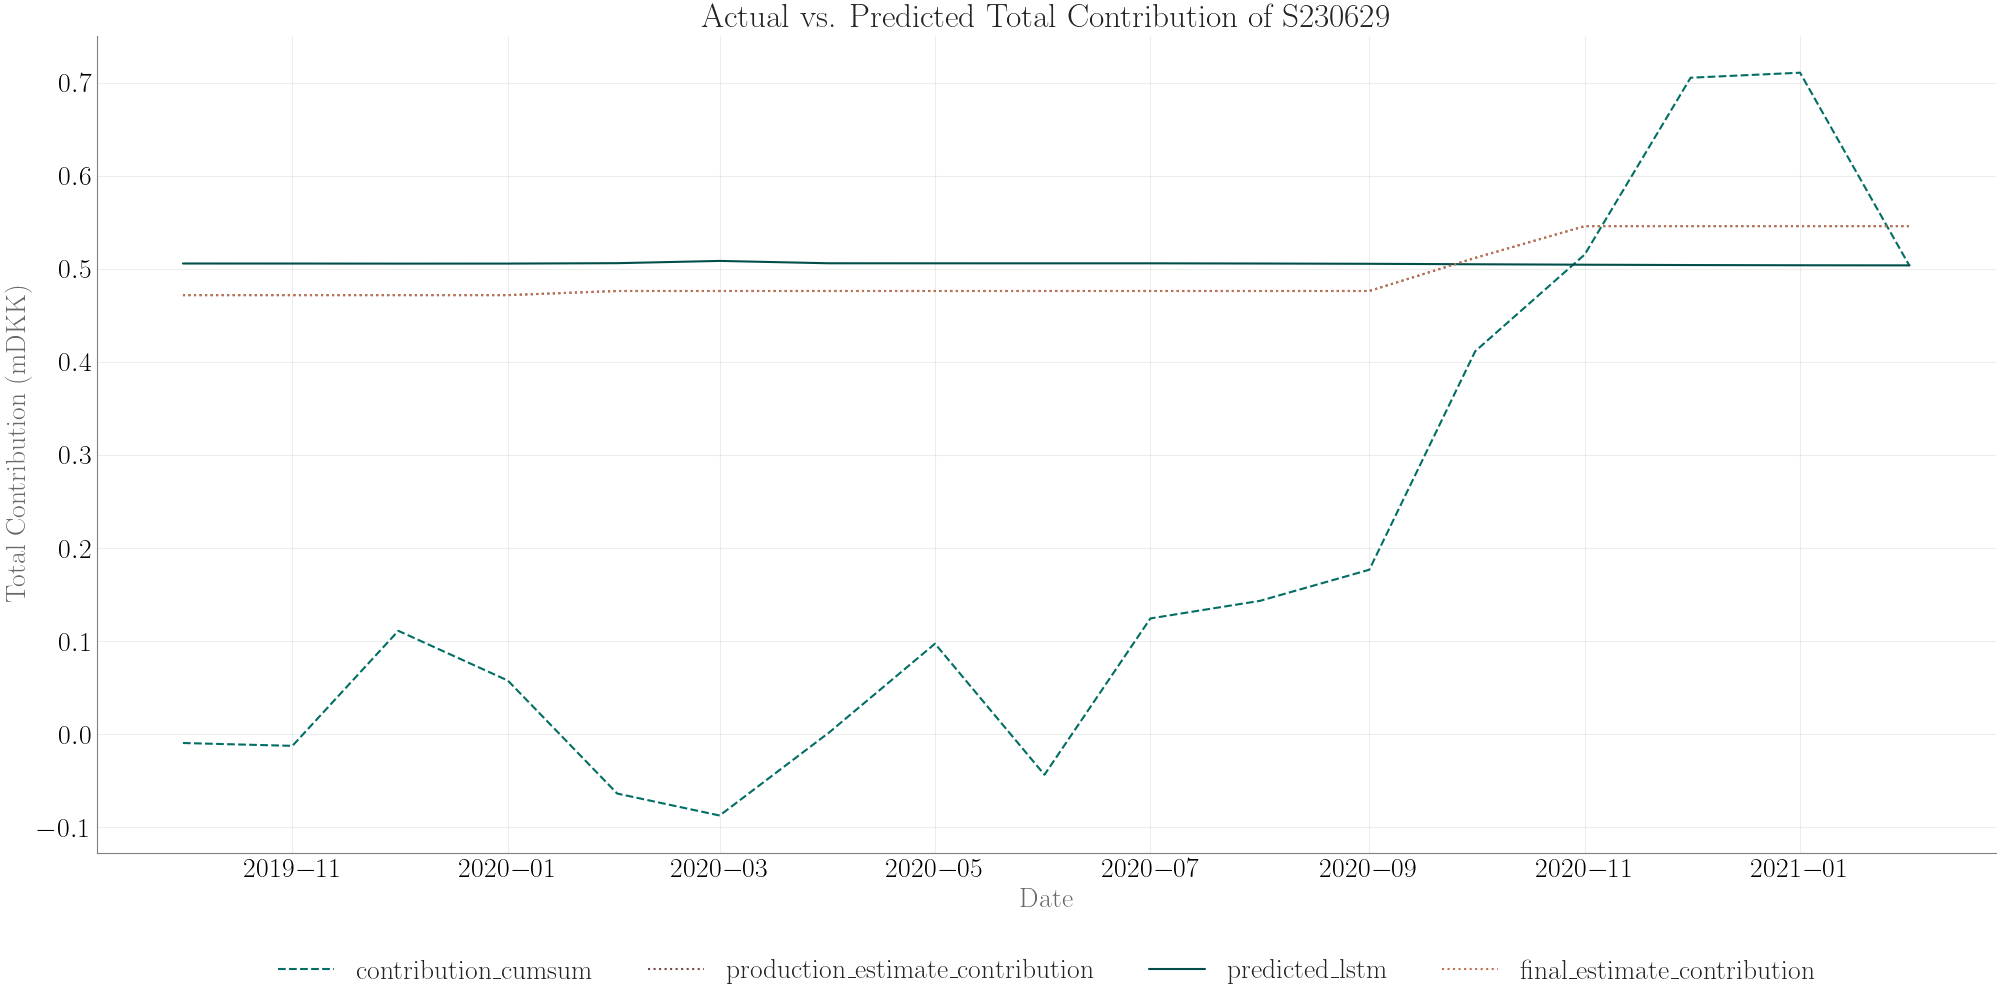 Actual vs. Predicted Total Contribution of S230629
Total Contribution (mDKK)
0.7
0.6
0.5
0.4
0.3
0.2
0.1
0.0
−0.1
2019−11 2020−01 2020−03 2020−05 2020−07 2020−09 2020−11 2021−01
Date
contribution_cumsum production_estimate_contribution predicted_lstm final_estimate_contribution